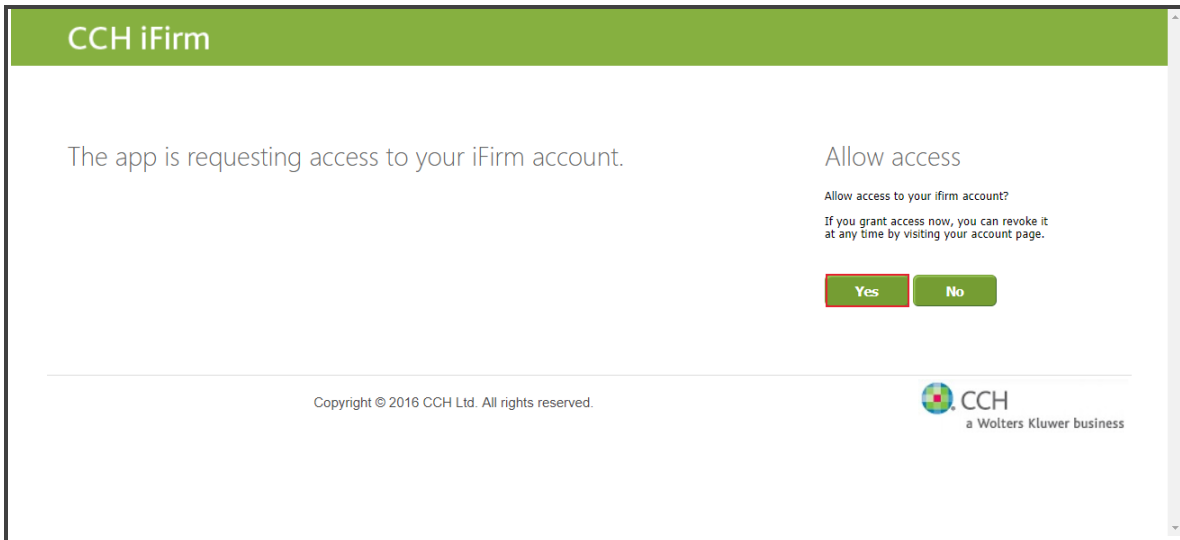 CCH iFirm
The app is requesting access to your iFirm account.
Allow access
Allow access to your ifirm account?
If you grant access now, you can revoke it
at any time by visiting your account page.
Yes No
Copyright © 2016 CCH Ltd. All rights reserved.
CCH
a Wolters Kluwer business